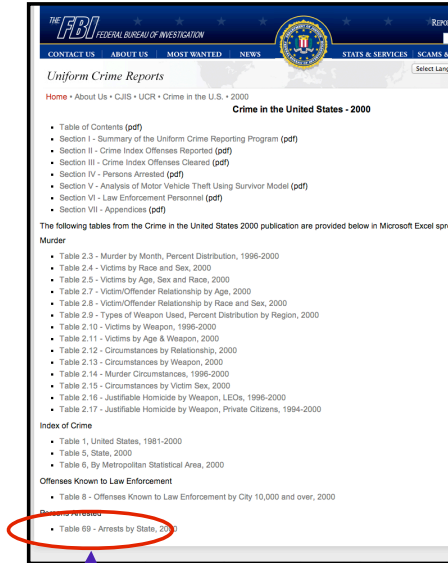 THE FBI FEDERAL BUREAU OF INVESTIGATION
REPO
CONTACT US ABOUT US MOST WANTED NEWS STATS & SERVICES SCAMS &
Uniform Crime Reports
Select Lang
Home • About Us • CJIS • UCR • Crime in the U.S. • 2000
Crime in the United States - 2000
Table of Contents (pdf)
Section I - Summary of the Uniform Crime Reporting Program (pdf)
Section II - Crime Index Offenses Reported (pdf)
Section III - Crime Index Offenses Cleared (pdf)
Section IV - Persons Arrested (pdf)
Section V - Analysis of Motor Vehicle Theft Using Survivor Model (pdf)
Section VI - Law Enforcement Personnel (pdf)
Section VII - Appendices (pdf)
The following tables from the Crime in the United States 2000 publication are provided below in Microsoft Excel spre
Murder
Table 2.3 - Murder by Month, Percent Distribution, 1996-2000
Table 2.4 - Victims by Race and Sex, 2000
Table 2.5 - Victims by Age, Sex and Race, 2000
Table 2.7 - Victim/Offender Relationship by Age, 2000
Table 2.8 - Victim/Offender Relationship by Race and Sex, 2000
Table 2.9 - Types of Weapon Used, Percent Distribution by Region, 2000
Table 2.10 - Victims by Weapon, 1996-2000
Table 2.11 - Victims by Age & Weapon, 2000
Table 2.12 - Circumstances by Relationship, 2000
Table 2.13 - Circumstances by Weapon, 2000
Table 2.14 - Murder Circumstances, 1996-2000
Table 2.15 - Circumstances by Victim Sex, 2000
Table 2.16 - Justifiable Homicide by Weapon, LEOs, 1996-2000
Table 2.17 - Justifiable Homicide by Weapon, Private Citizens, 1994-2000
Index of Crime
Table 1, United States, 1981-2000
Table 5, State, 2000
Table 6, By Metropolitan Statistical Area, 2000
Offenses Known to Law Enforcement
Table 8 - Offenses Known to Law Enforcement by City 10,000 and over, 2000
Persons Arrested
Table 69 - Arrests by State, 2000